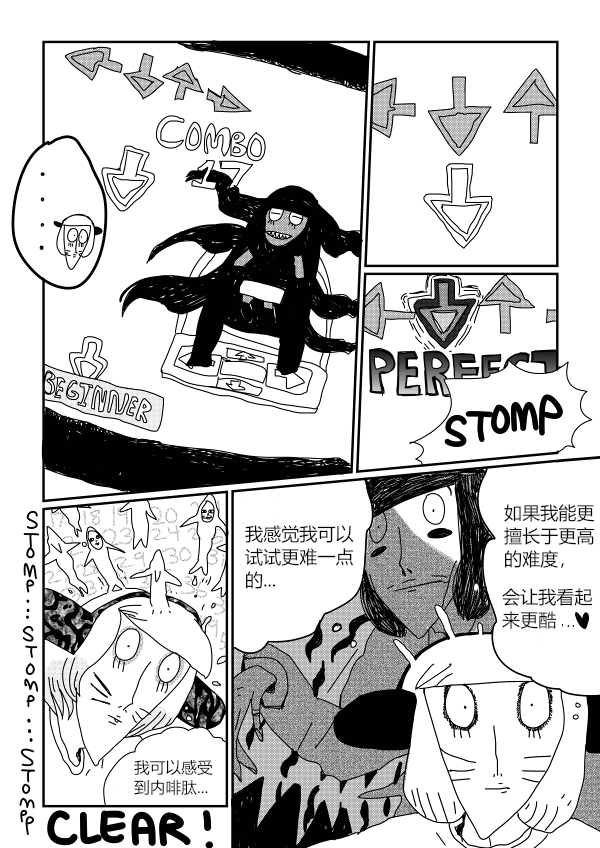 COMBO
17
BEGINNER
PERFECT
STOMP
我感觉我可以
试试更难一点
的...
如果我能更
擅长于更高
的难度，
会让我看起
来更酷...♥
STOMP...STOMP...STOMP
我可以感受
到内啡肽...
CLEAR!